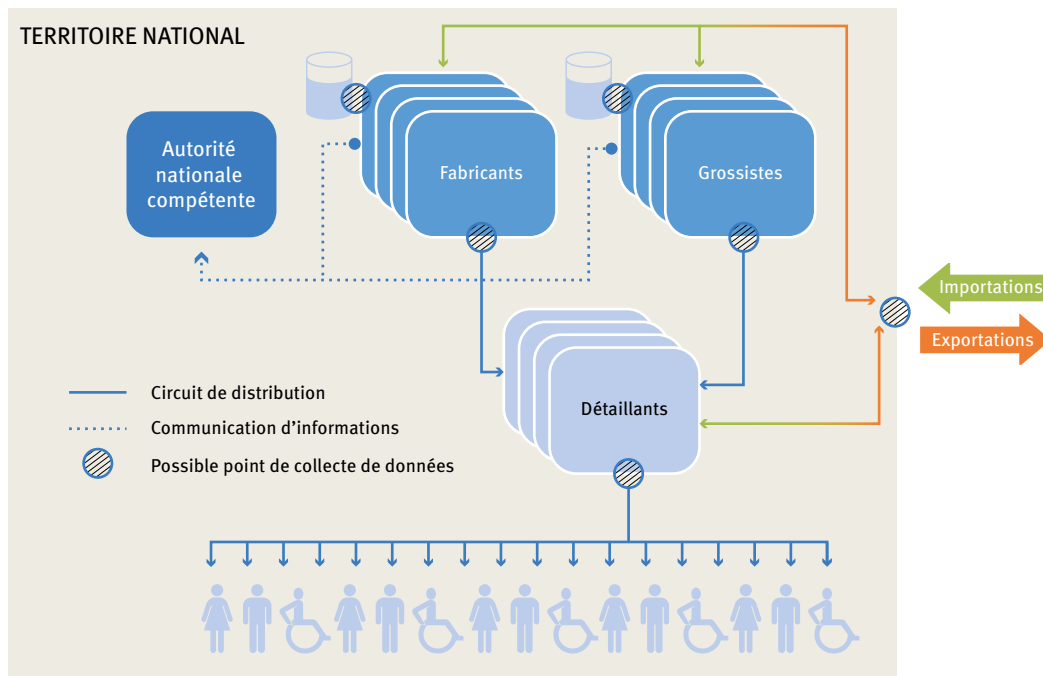 TERRITOIRE NATIONAL
Autorité
nationale
compétente
Fabricants
Grossistes
Importations
Exportations
Détaillants
Circuit de distribution
Communication d’informations
Possible point de collecte de données